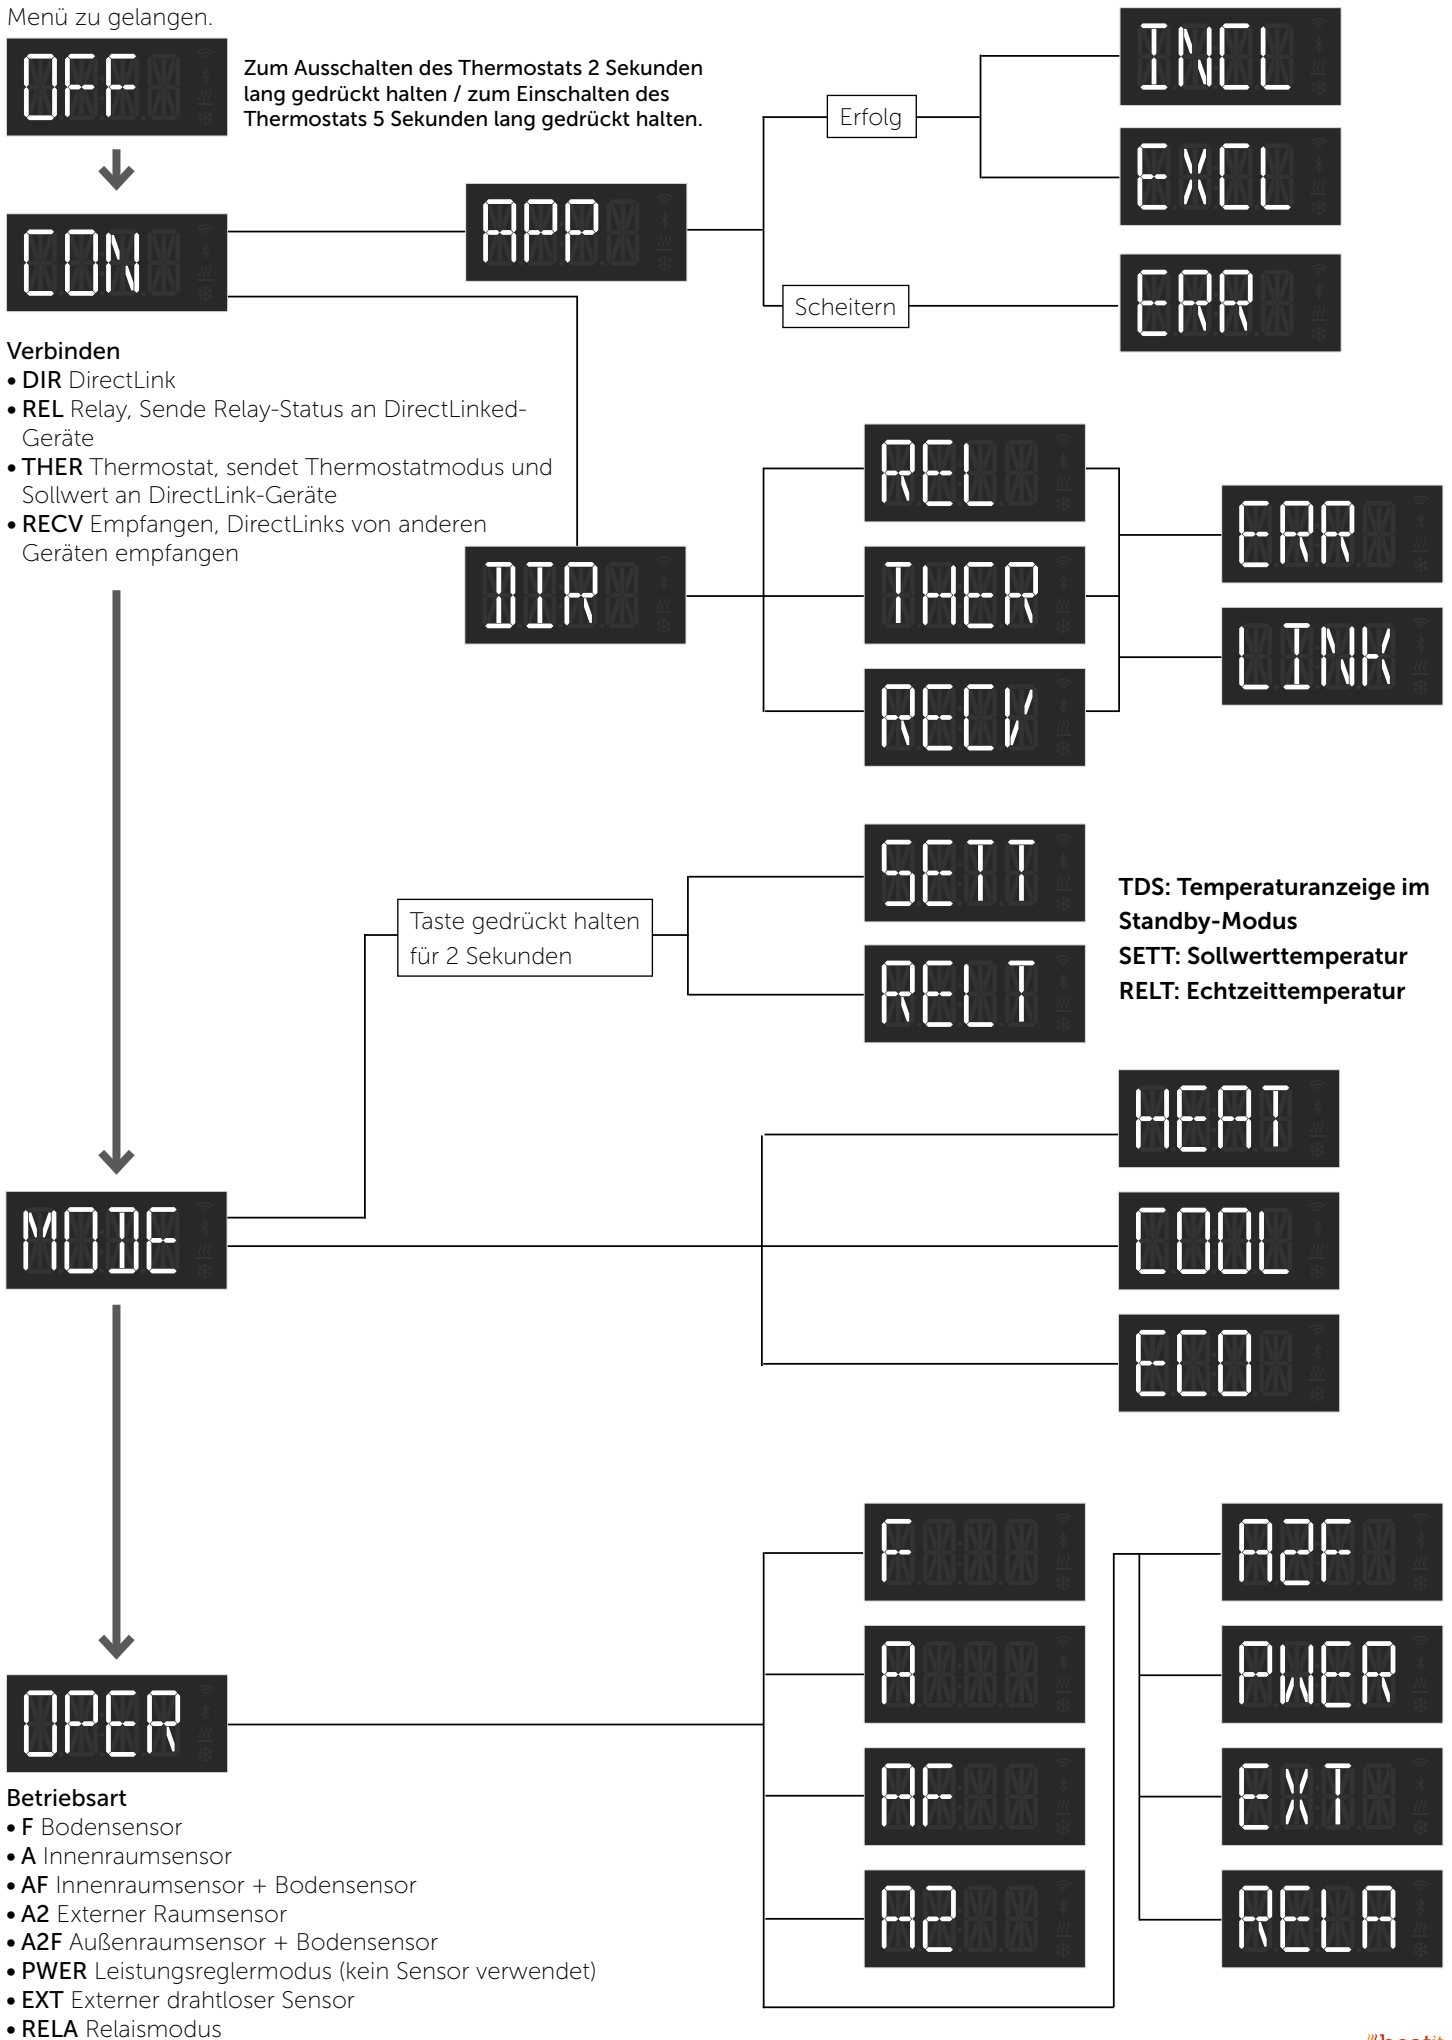 Menü zu gelangen.
OFF
Zum Ausschalten des Thermostats 2 Sekunden
lang gedrückt halten / zum Einschalten des
Thermostats 5 Sekunden lang gedrückt halten.
CON
APP
Erfolg
INCL
EXCL
Scheitern
ERR
Verbinden
• DIR DirectLink
• REL Relay, Sende Relay-Status an DirectLinked-
Geräte
• THER Thermostat, sendet Thermostatmodus und
Sollwert an DirectLink-Geräte
• RECV Empfangen, DirectLinks von anderen
Geräten empfangen
DIR
REL
THER
RECV
ERR
LINK
Taste gedrückt halten
für 2 Sekunden
SETT
RELT
TDS: Temperaturanzeige im
Standby-Modus
SETT: Sollwerttemperatur
RELT: Echtzeittemperatur
MODE
HEAT
COOL
ECO
OPER
F
A
AF
A2
A2F
PWER
EXT
RELA
Betriebsart
• F Bodensensor
• A Innenraumsensor
• AF Innenraumsensor + Bodensensor
• A2 Externer Raumsensor
• A2F Außenraumsensor + Bodensensor
• PWER Leistungsreglermodus (kein Sensor verwendet)
• EXT Externer drahtloser Sensor
• RELA Relaismodus
heatit